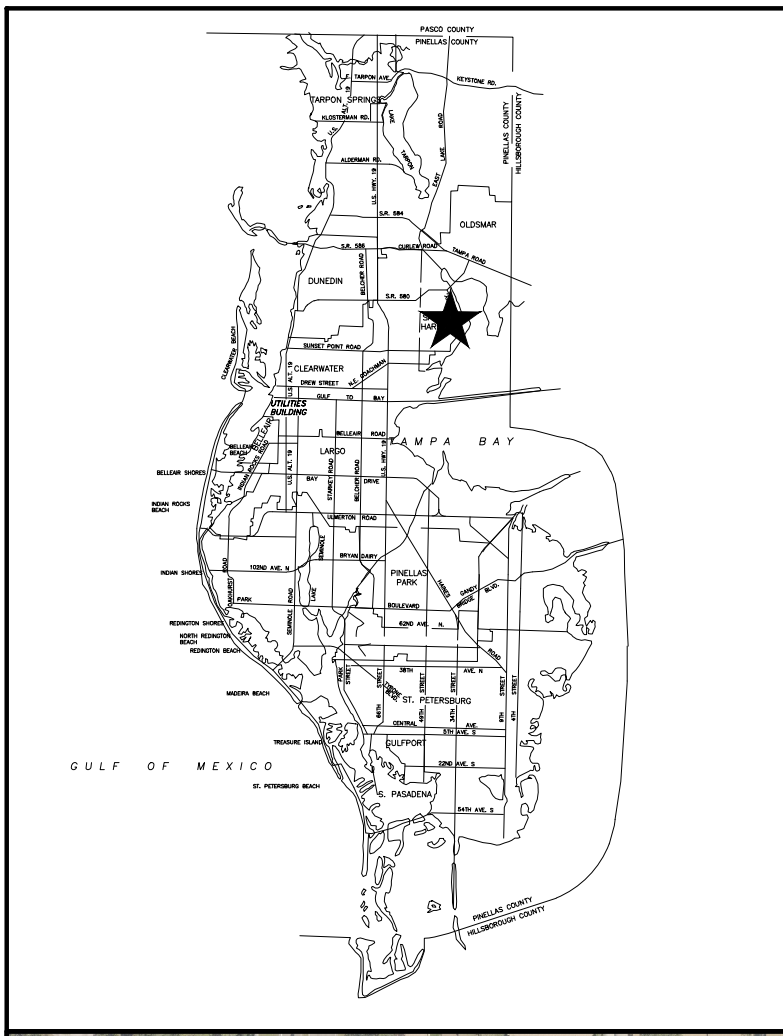 PASCO COUNTY
PINELLAS COUNTY
E. TARPON AVE.
KEYSTONE RD.
U.S. ALT. 19
TARPON SPRINGS
KLOSTERMAN RD.
LAKE TARPON
EAST LAKE ROAD
PINELLAS COUNTY
HILLSBOROUGH COUNTY
ALDERMAN RD.
U.S. HWY. 19
S.R. 584
OLDSMAR
S.R. 586
CURLEW ROAD
TAMPA ROAD
BELCHER ROAD
DUNEDIN
S.R. 580
HAR
SUNSET POINT ROAD
CLEARWATER BEACH
CLEARWATER
N.E. COACHMAN
DREW STREET
U.S. ALT. 19
GULF TO BAY
UTILITIES
BUILDING
BELLEAIR
BELLEAIR ROAD
TAMPA BAY
BELLEAIR
BEACH
LARGO
INDIAN ROCKS ROAD
U.S. ALT. 19
STARKEY ROAD
BELCHER ROAD
U.S. HWY. 19
BELLEAIR SHORES
BAY DRIVE
INDIAN ROCKS
BEACH
ULMERTON ROAD
SEMINOLE
BRYAN DAIRY
102ND AVE. N
INDIAN SHORES
PINELLAS
PARK
OAKHURST ROAD
LAKE
HAINES ROAD
GANDY
BRIDGE BLVD.
PARK BOULEVARD
SEMINOLE ROAD
62ND AVE. N.
REDINGTON SHORES
NORTH REDINGTON
BEACH
REDINGTON BEACH
38TH AVE. N
PARK STREET
TYRONE BLVD.
66TH STREET
49TH STREET
34TH STREET
9TH STREET
4TH STREET
MADEIRA BEACH
ST. PETERSBURG
CENTRAL AVE.
5TH AVE. S
TREASURE ISLAND
GULFPORT
22ND AVE. S
GULF OF MEXICO
ST. PETERSBURG BEACH
S. PASADENA
54TH AVE. S
PINELLAS COUNTY
HILLSBOROUGH COUNTY